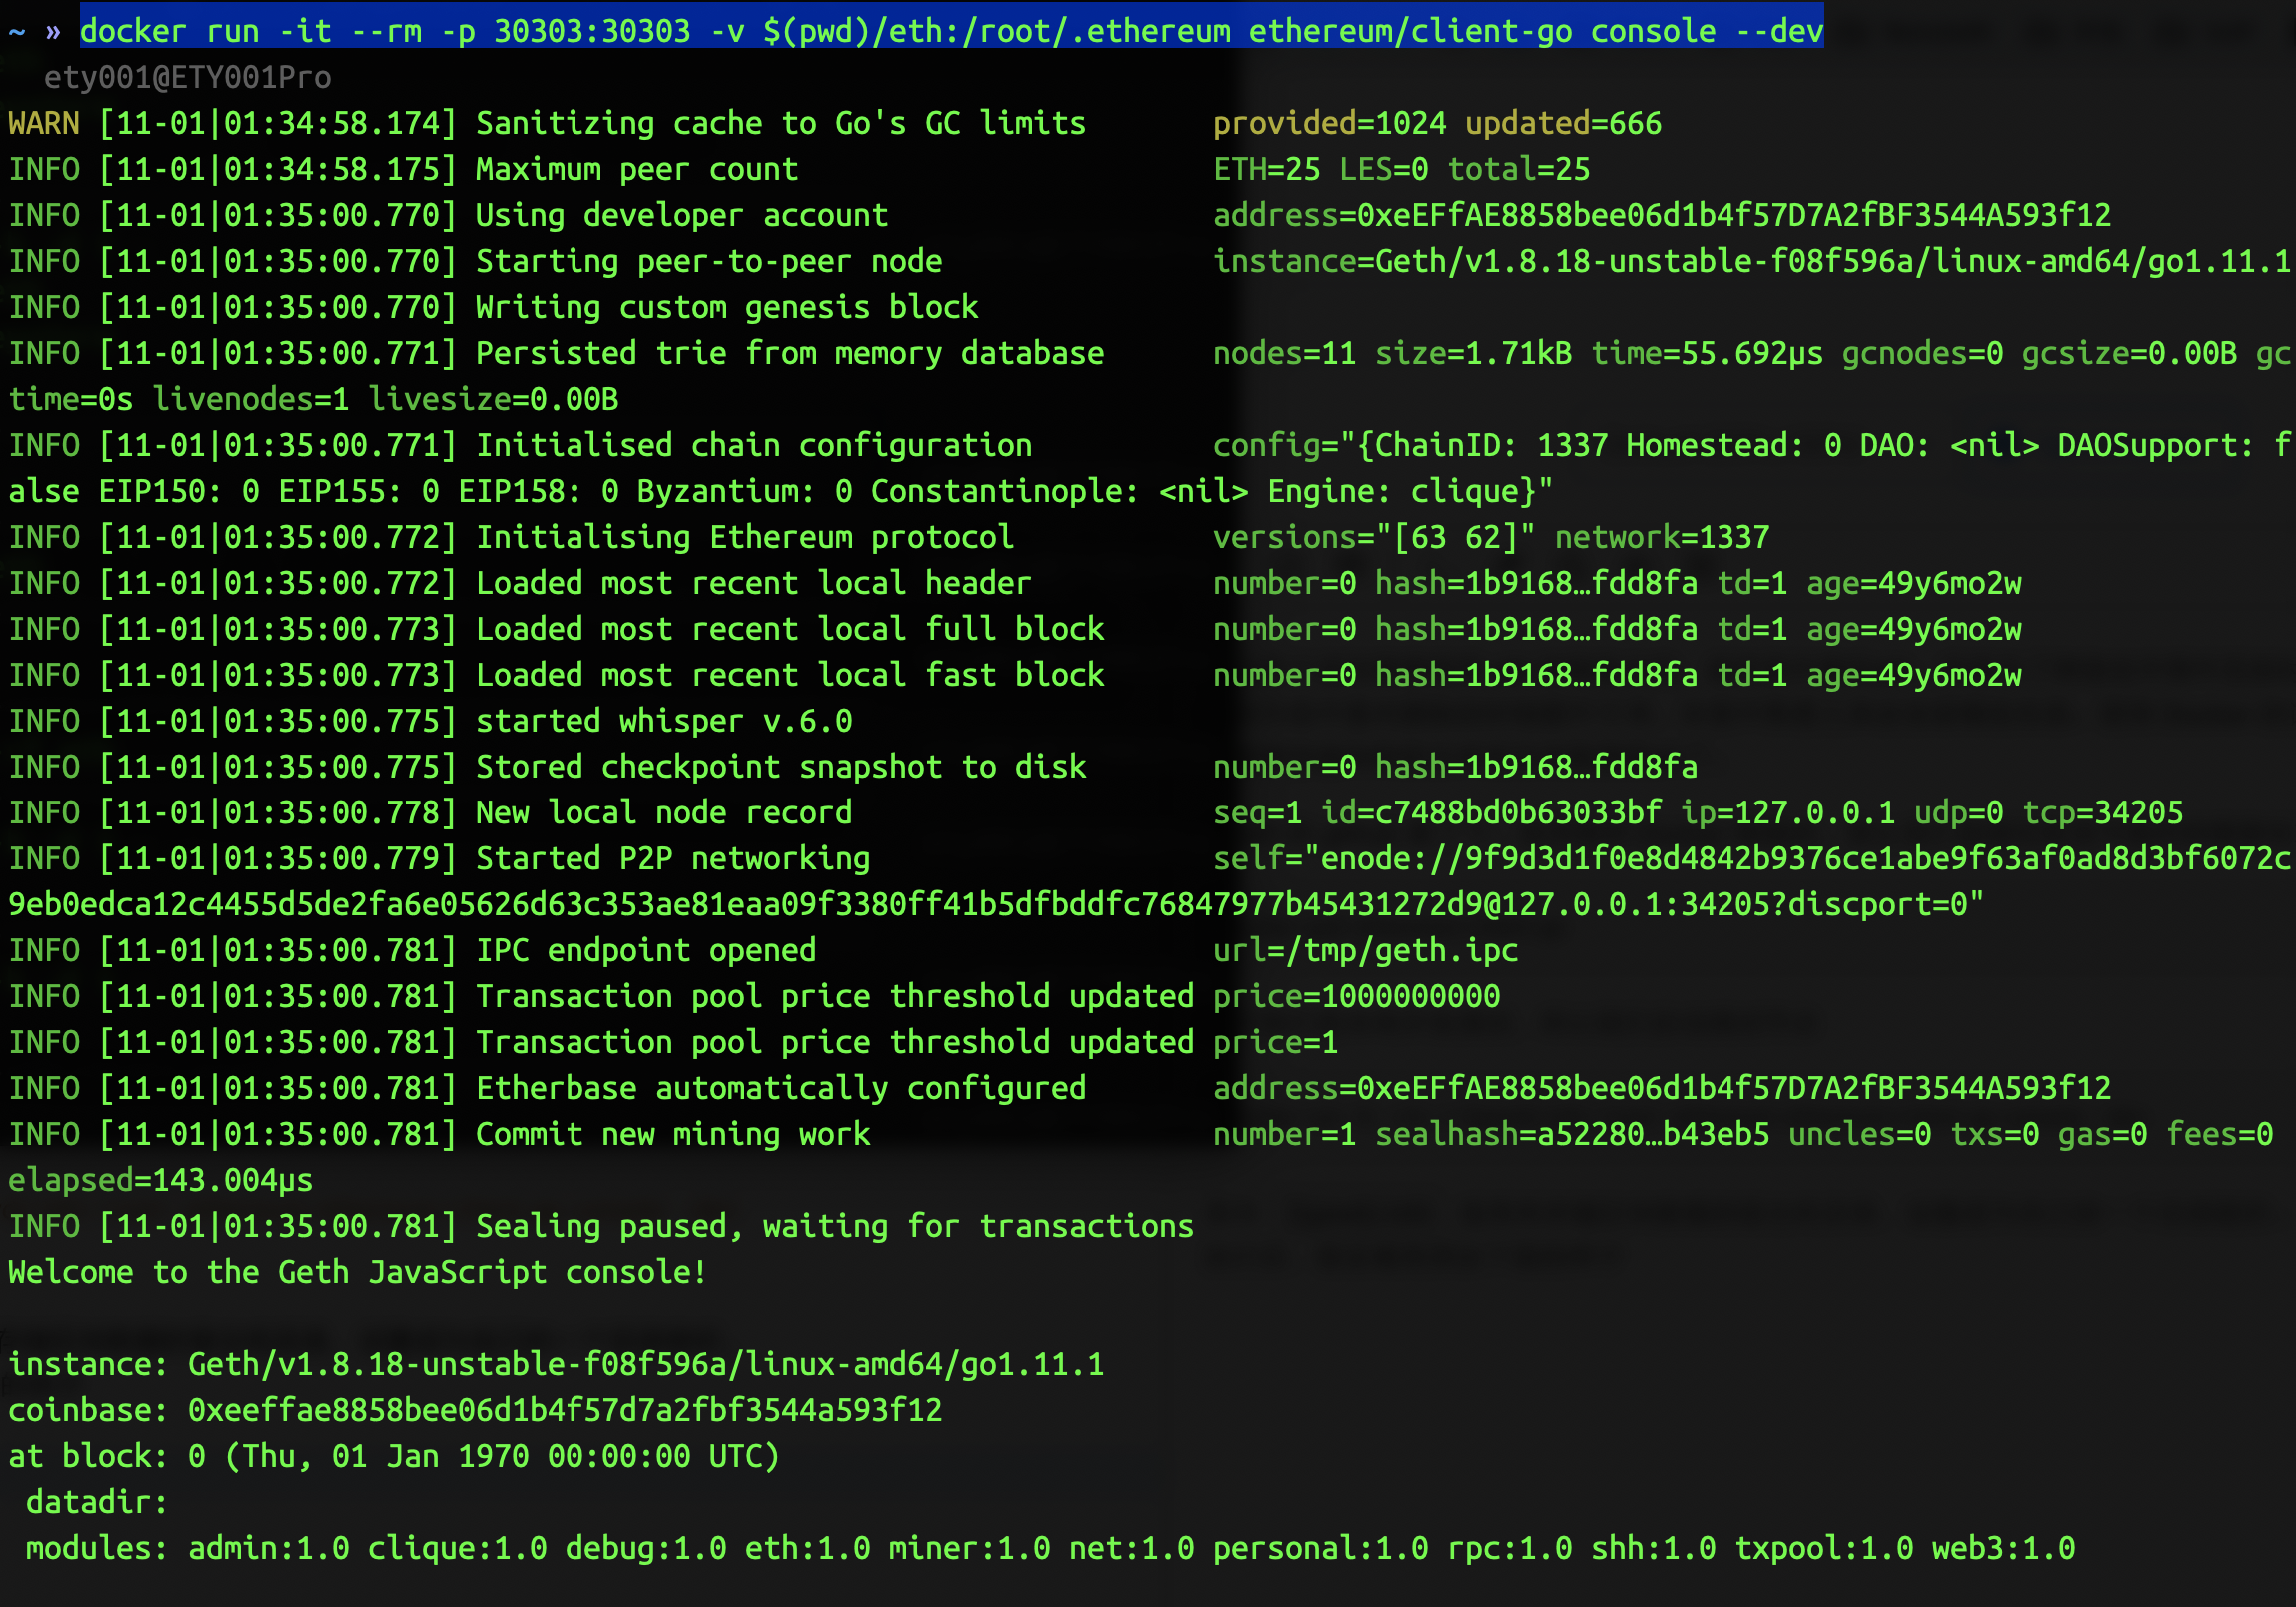 ~ » docker run -it --rm -p 30303:30303 -v $(pwd)/eth:/root/.ethereum ethereum/client-go console --dev
ety001@ETY001Pro
WARN [11-01|01:34:58.174] Sanitizing cache to Go's GC limits provided=1024 updated=666
INFO [11-01|01:34:58.175] Maximum peer count ETH=25 LES=0 total=25
INFO [11-01|01:35:00.770] Using developer account address=0xeEFfAE8858bee06d1b4f57D7A2fBF3544A593f12
INFO [11-01|01:35:00.770] Starting peer-to-peer node instance=Geth/v1.8.18-unstable-f08f596a/linux-amd64/go1.11.1
INFO [11-01|01:35:00.770] Writing custom genesis block
INFO [11-01|01:35:00.771] Persisted trie from memory database nodes=11 size=1.71kB time=55.692µs gcnodes=0 gcsize=0.00B gc
time=0s livenodes=1 livesize=0.00B
INFO [11-01|01:35:00.771] Initialised chain configuration config="{ChainID: 1337 Homestead: 0 DAO: <nil> DAOSupport: f
alse EIP150: 0 EIP155: 0 EIP158: 0 Byzantium: 0 Constantinople: <nil> Engine: clique}"
INFO [11-01|01:35:00.772] Initialising Ethereum protocol versions="[63 62]" network=1337
INFO [11-01|01:35:00.772] Loaded most recent local header number=0 hash=1b9168…fdd8fa td=1 age=49y6mo2w
INFO [11-01|01:35:00.773] Loaded most recent local full block number=0 hash=1b9168…fdd8fa td=1 age=49y6mo2w
INFO [11-01|01:35:00.773] Loaded most recent local fast block number=0 hash=1b9168…fdd8fa td=1 age=49y6mo2w
INFO [11-01|01:35:00.775] started whisper v.6.0
INFO [11-01|01:35:00.775] Stored checkpoint snapshot to disk number=0 hash=1b9168…fdd8fa
INFO [11-01|01:35:00.778] New local node record seq=1 id=c7488bd0b63033bf ip=127.0.0.1 udp=0 tcp=34205
INFO [11-01|01:35:00.779] Started P2P networking self="enode://9f9d3d1f0e8d4842b9376ce1abe9f63af0ad8d3bf6072c
9eb0edca12c4455d5de2fa6e05626d63c353ae81eaa09f3380ff41b5dfbddfc76847977b45431272d9@127.0.0.1:34205?discport=0"
INFO [11-01|01:35:00.781] IPC endpoint opened url=/tmp/geth.ipc
INFO [11-01|01:35:00.781] Transaction pool price threshold updated price=1000000000
INFO [11-01|01:35:00.781] Transaction pool price threshold updated price=1
INFO [11-01|01:35:00.781] Etherbase automatically configured address=0xeEFfAE8858bee06d1b4f57D7A2fBF3544A593f12
INFO [11-01|01:35:00.781] Commit new mining work number=1 sealhash=a52280…b43eb5 uncles=0 txs=0 gas=0 fees=0
elapsed=143.004µs
INFO [11-01|01:35:00.781] Sealing paused, waiting for transactions
Welcome to the Geth JavaScript console!
instance: Geth/v1.8.18-unstable-f08f596a/linux-amd64/go1.11.1
coinbase: 0xeeffae8858bee06d1b4f57d7a2fbf3544a593f12
at block: 0 (Thu, 01 Jan 1970 00:00:00 UTC)
datadir:
modules: admin:1.0 clique:1.0 debug:1.0 eth:1.0 miner:1.0 net:1.0 personal:1.0 rpc:1.0 shh:1.0 txpool:1.0 web3:1.0